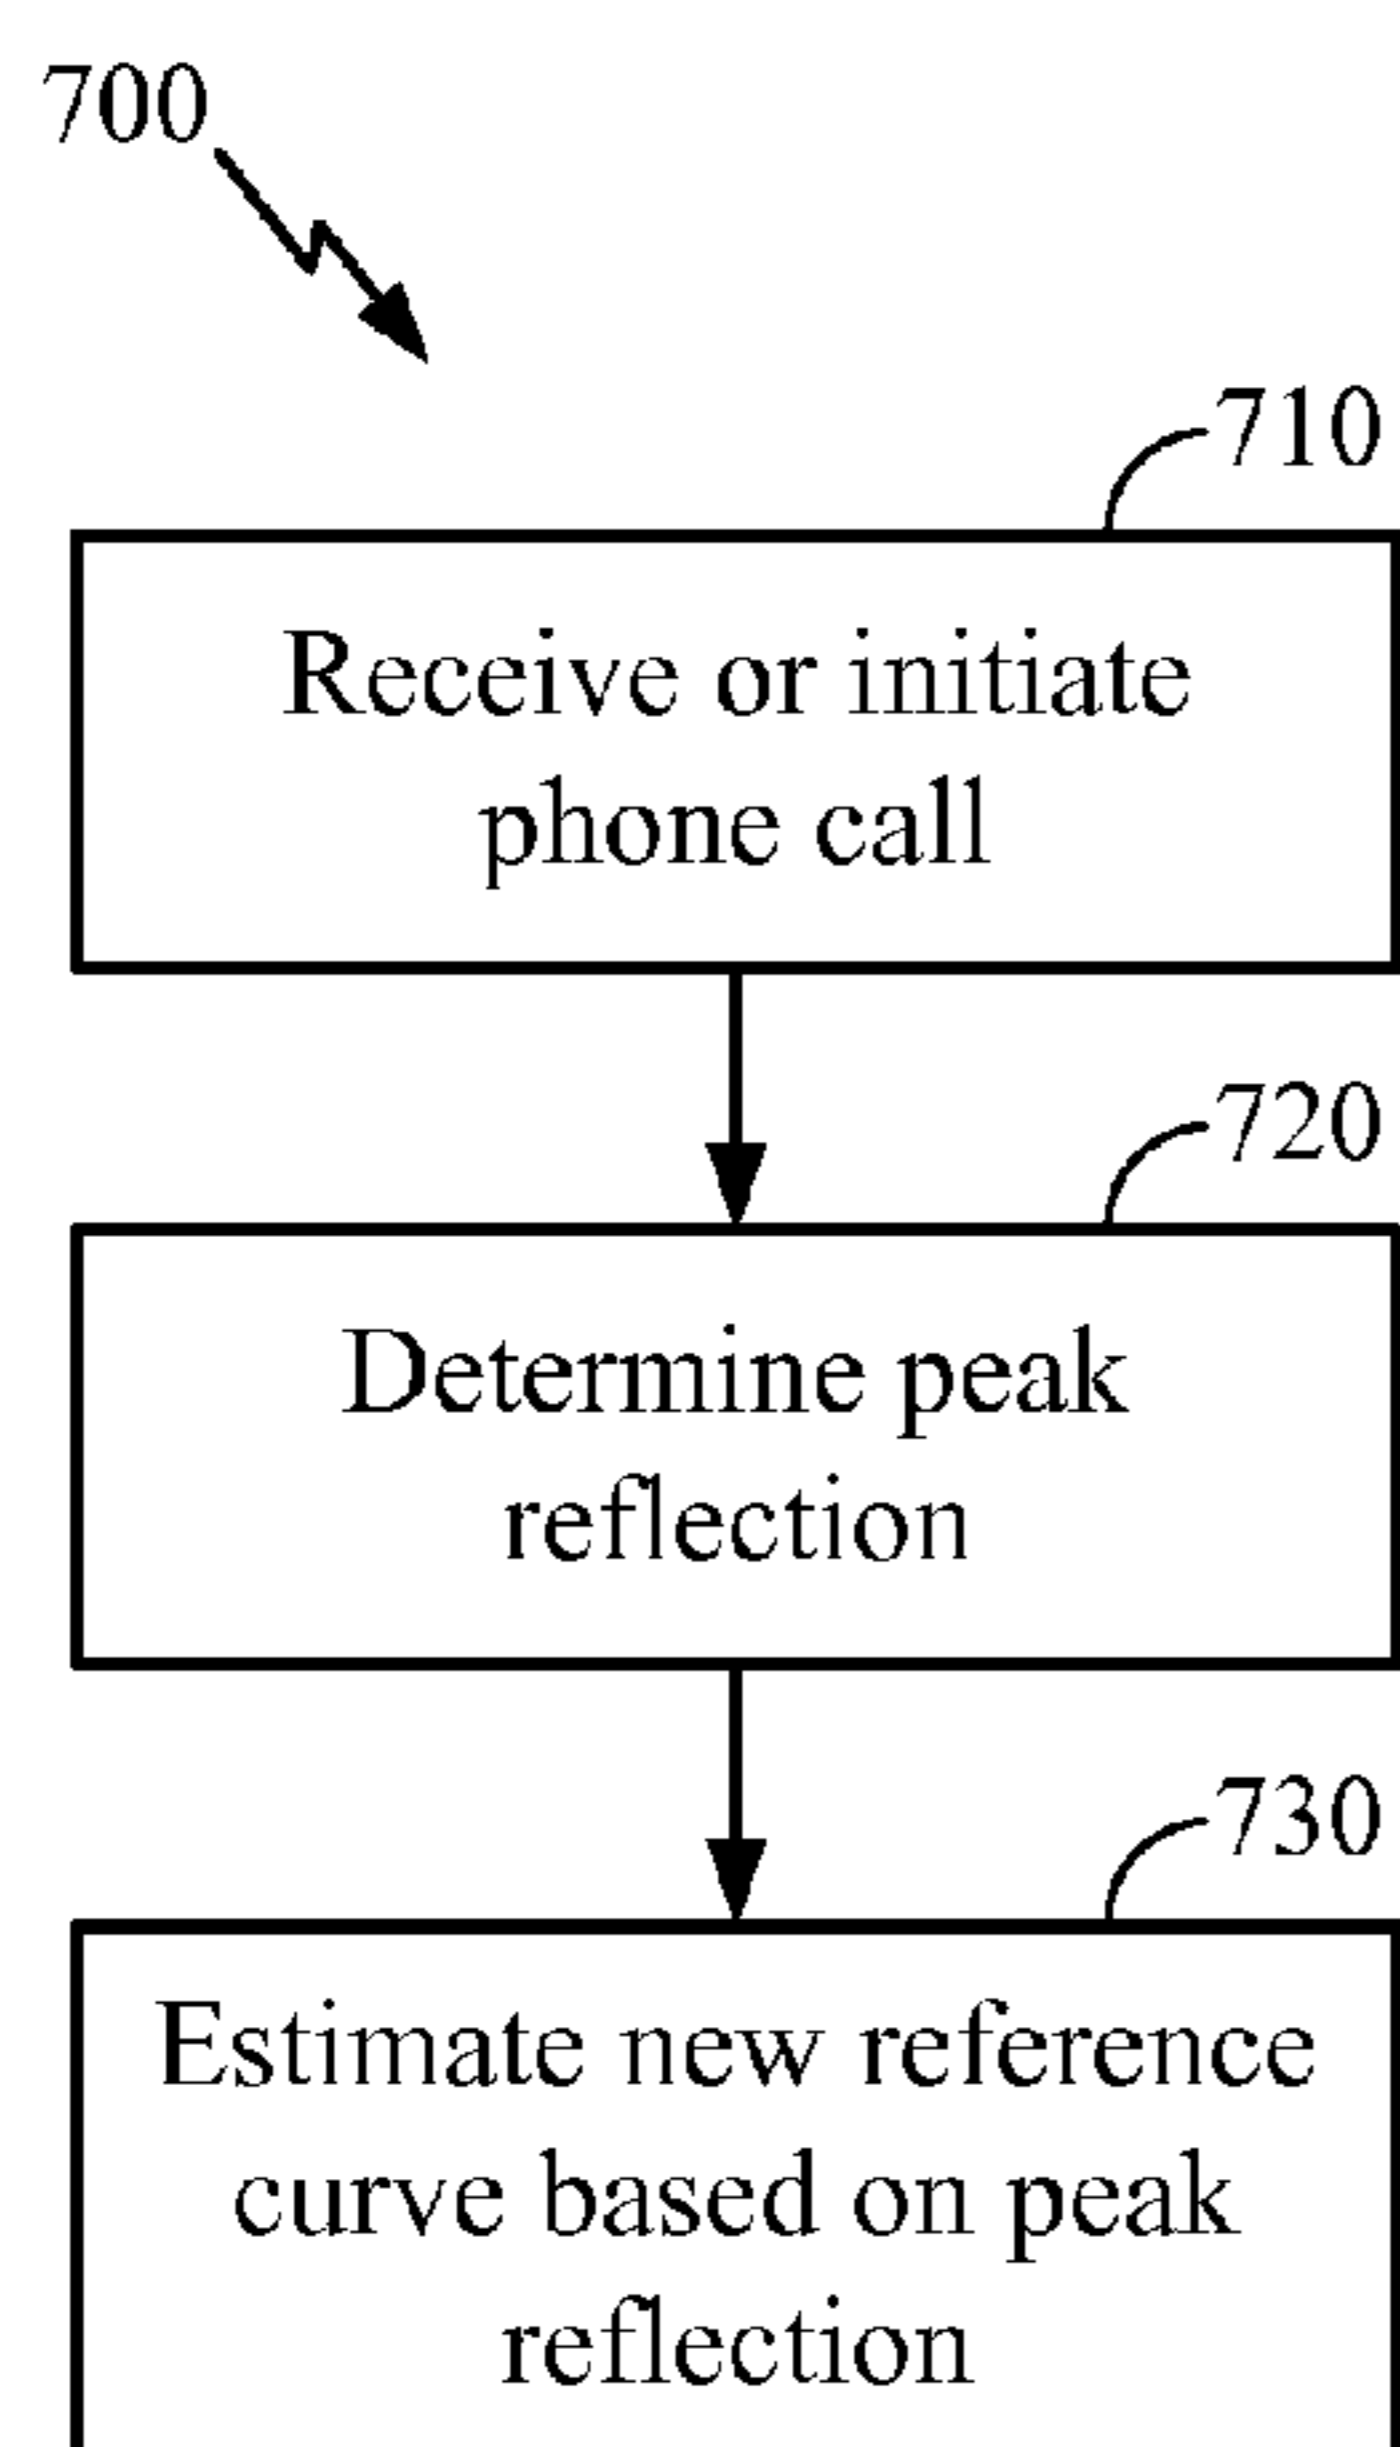 700
710
Receive or initiate
phone call
720
Determine peak
reflection
730
Estimate new reference
curve based on peak
reflection